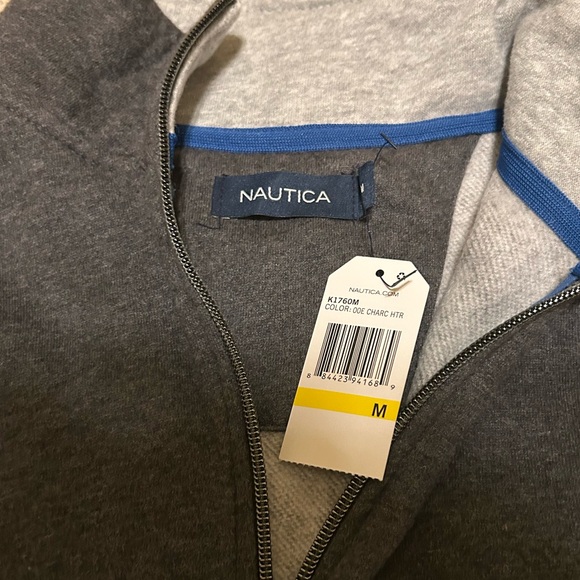 NAUTICA
M
NAUTICA.COM
K1760M
COLOR: 00E CHARC HTR
8 84423 94168 9
M